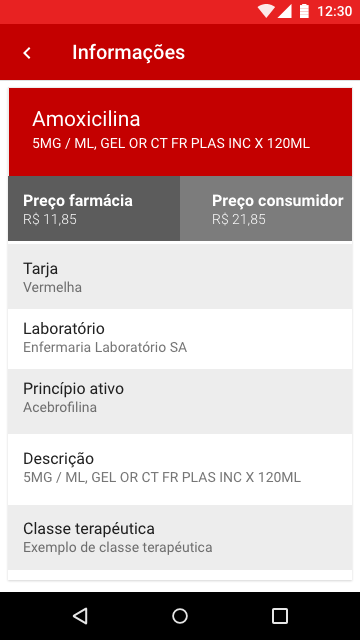 12:30
Informações
Amoxicilina
5MG / ML, GEL OR CT FR PLAS INC X 120ML
Preço farmácia
R$ 11,85
Preço consumidor
R$ 21,85
Tarja
Vermelha
Laboratório
Enfermaria Laboratório SA
Princípio ativo
Acebrofilina
Descrição
5MG / ML, GEL OR CT FR PLAS INC X 120ML
Classe terapéutica
Exemplo de classe terapéutica